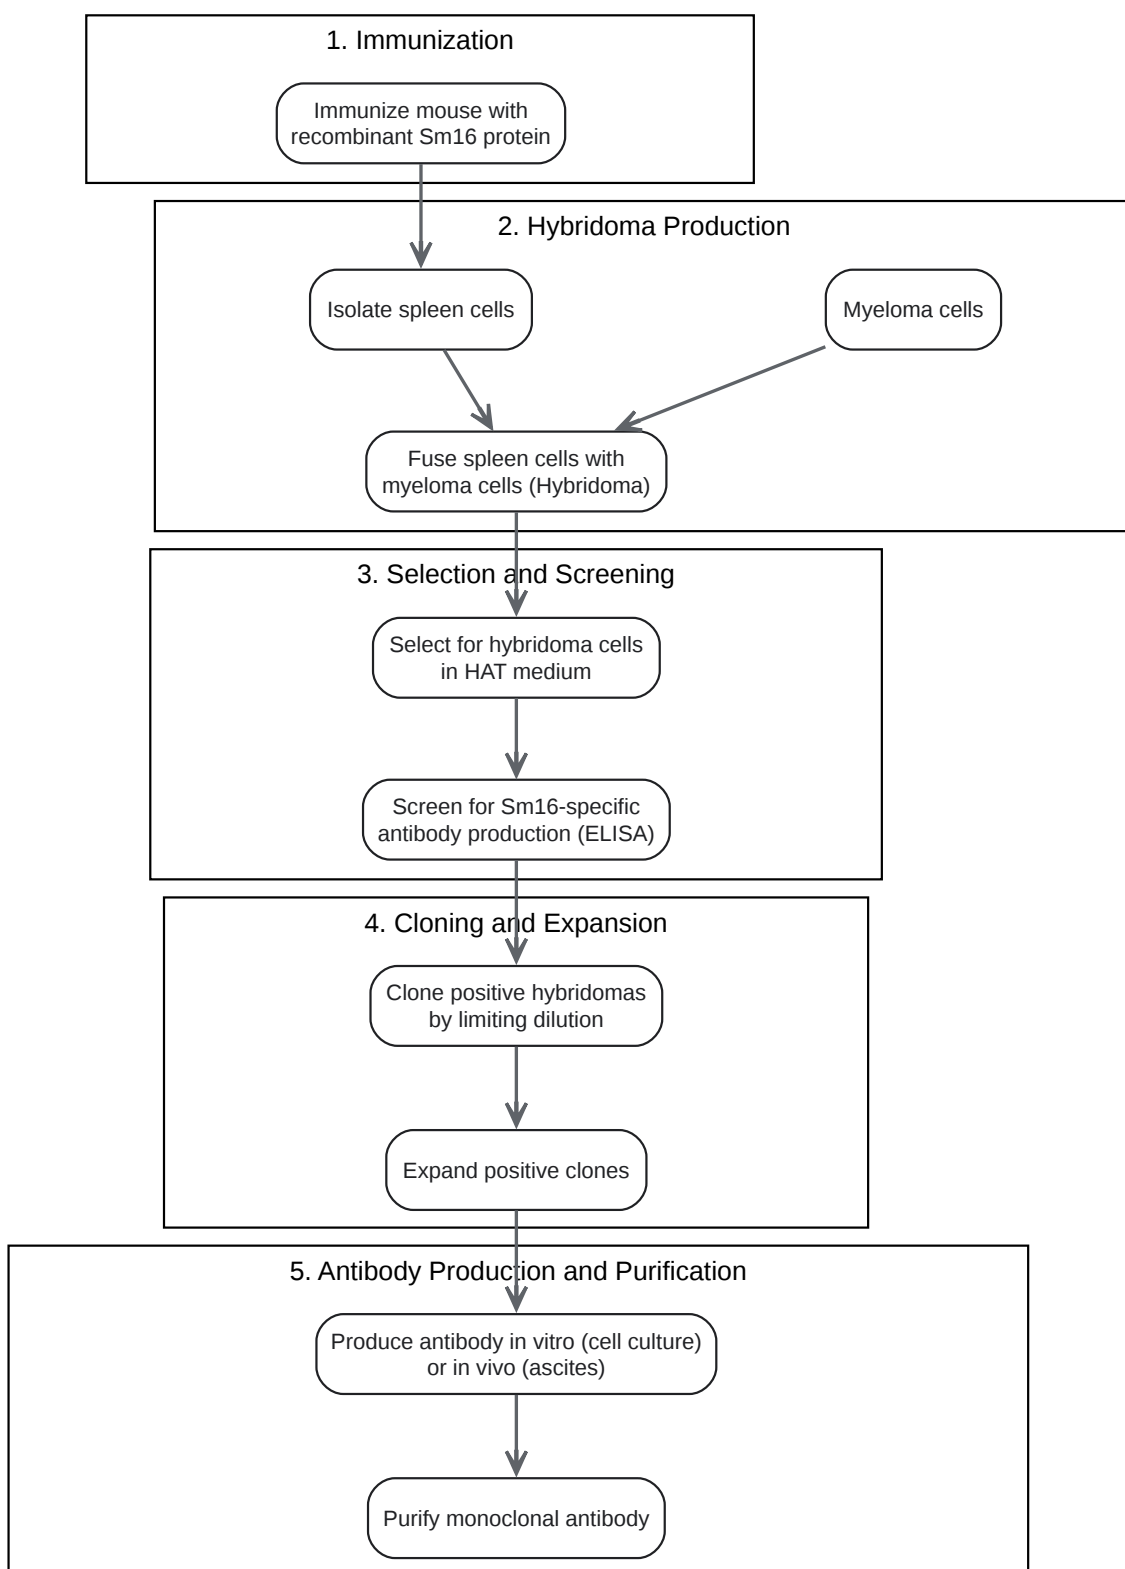 1. Immunization
Immunize mouse with
recombinant Sm16 protein
2. Hybridoma Production
Isolate spleen cells
Myeloma cells
Fuse spleen cells with
myeloma cells (Hybridoma)
3. Selection and Screening
Select for hybridoma cells
in HAT medium
Screen for Sm16-specific
antibody production (ELISA)
4. Cloning and Expansion
Clone positive hybridomas
by limiting dilution
Expand positive clones
5. Antibody Production and Purification
Produce antibody in vitro (cell culture)
or in vivo (ascites)
Purify monoclonal antibody